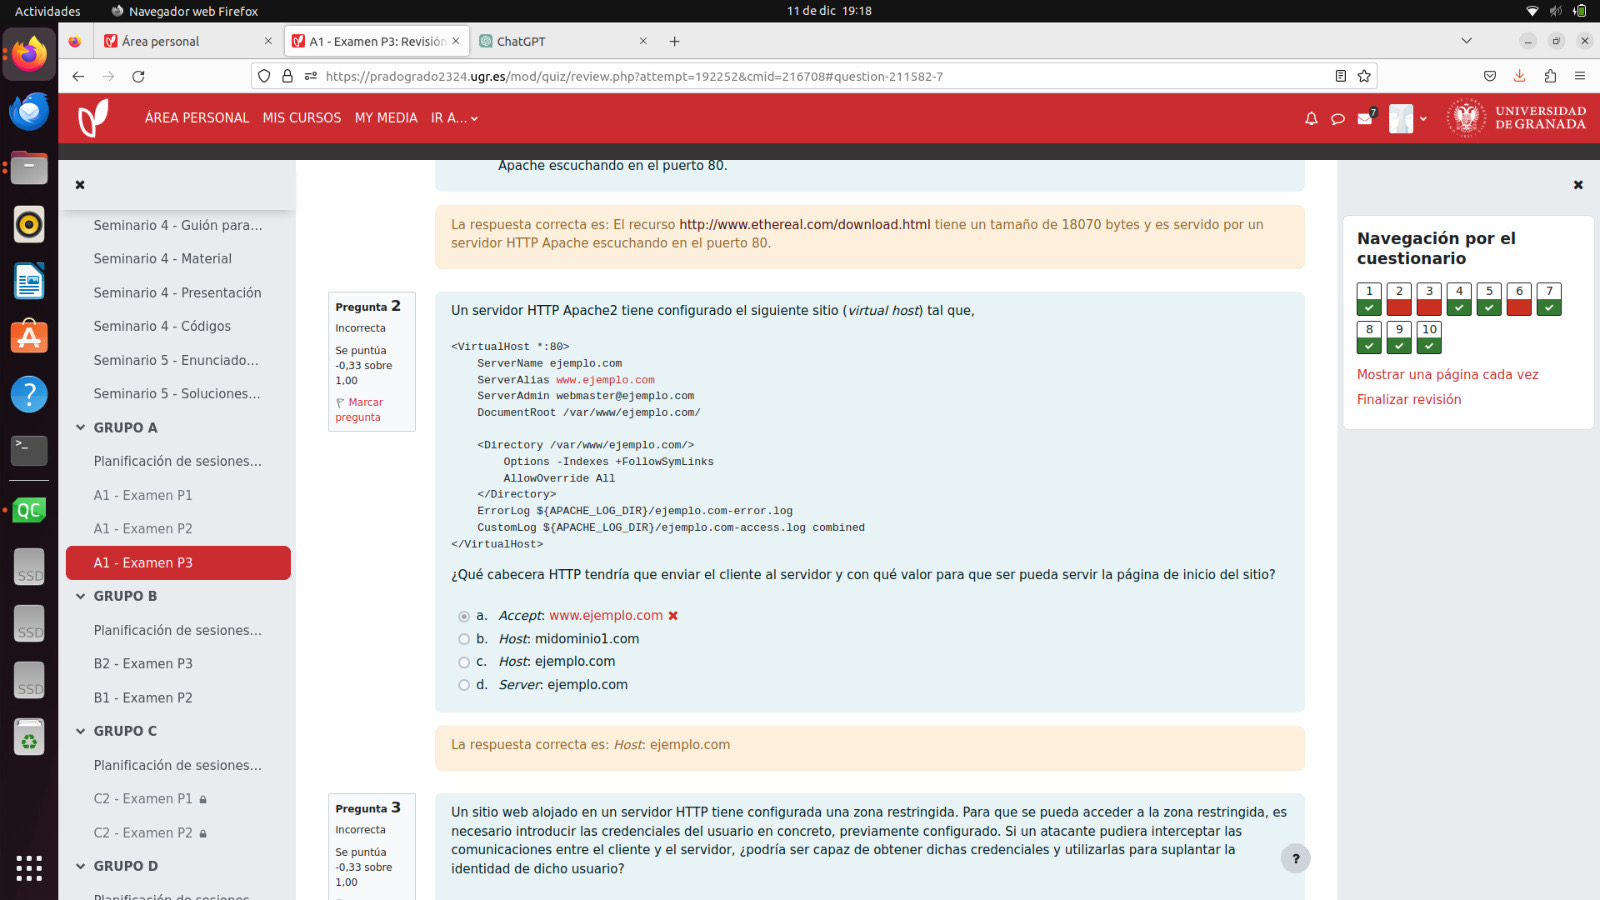 Actividades
Navegador web Firefox
11 de dic 19:18
Área personal
A1 - Examen P3: Revisión
ChatGPT
https://pradogrado2324.ugr.es/mod/quiz/review.php?attempt=192252&cmid=216708#question-211582-7
ÁREA PERSONAL MIS CURSOS MY MEDIA IR A...
7
UNIVERSIDAD
DE GRANADA
Seminario 4 - Guión para...
Seminario 4 - Material
Seminario 4 - Presentación
Seminario 4 - Códigos
Seminario 5 - Enunciado...
Seminario 5 - Soluciones...
GRUPO A
Planificación de sesiones...
A1 - Examen P1
A1 - Examen P2
A1 - Examen P3
GRUPO B
Planificación de sesiones...
B2 - Examen P3
B1 - Examen P2
GRUPO C
Planificación de sesiones...
C2 - Examen P1
C2 - Examen P2
GRUPO D
Planificación de sesiones
QC
SSD
SSD
SSD
Apache escuchando en el puerto 80.
La respuesta correcta es: El recurso http://www.ethereal.com/download.html tiene un tamaño de 18070 bytes y es servido por un
servidor HTTP Apache escuchando en el puerto 80.
Pregunta 2
Incorrecta
Se puntúa
-0,33 sobre
1,00
Marcar
pregunta
Un servidor HTTP Apache2 tiene configurado el siguiente sitio (virtual host) tal que,
<VirtualHost *:80>
ServerName ejemplo.com
ServerAlias www.ejemplo.com
ServerAdmin webmaster@ejemplo.com
DocumentRoot /var/www/ejemplo.com/
<Directory /var/www/ejemplo.com/>
Options -Indexes +FollowSymLinks
AllowOverride All
</Directory>
ErrorLog ${APACHE_LOG_DIR}/ejemplo.com-error.log
CustomLog ${APACHE_LOG_DIR}/ejemplo.com-access.log combined
</VirtualHost>
¿Qué cabecera HTTP tendría que enviar el cliente al servidor y con qué valor para que ser pueda servir la página de inicio del sitio?
a. Accept: www.ejemplo.com
b. Host: midominio1.com
c. Host: ejemplo.com
d. Server: ejemplo.com
La respuesta correcta es: Host: ejemplo.com
Pregunta 3
Incorrecta
Se puntúa
-0,33 sobre
1,00
Un sitio web alojado en un servidor HTTP tiene configurada una zona restringida. Para que se pueda acceder a la zona restringida, es
necesario introducir las credenciales del usuario en concreto, previamente configurado. Si un atacante pudiera interceptar las
comunicaciones entre el cliente y el servidor, ¿podría ser capaz de obtener dichas credenciales y utilizarlas para suplantar la
identidad de dicho usuario?
?
Navegación por el
cuestionario
1 2 3 4 5 6 7
8 9 10
Mostrar una página cada vez
Finalizar revisión